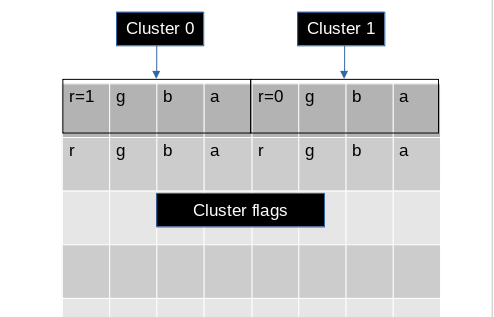 Cluster 0 Cluster 1
r=1 g b a r=0 g b a
r g b a r g b a
Cluster flags